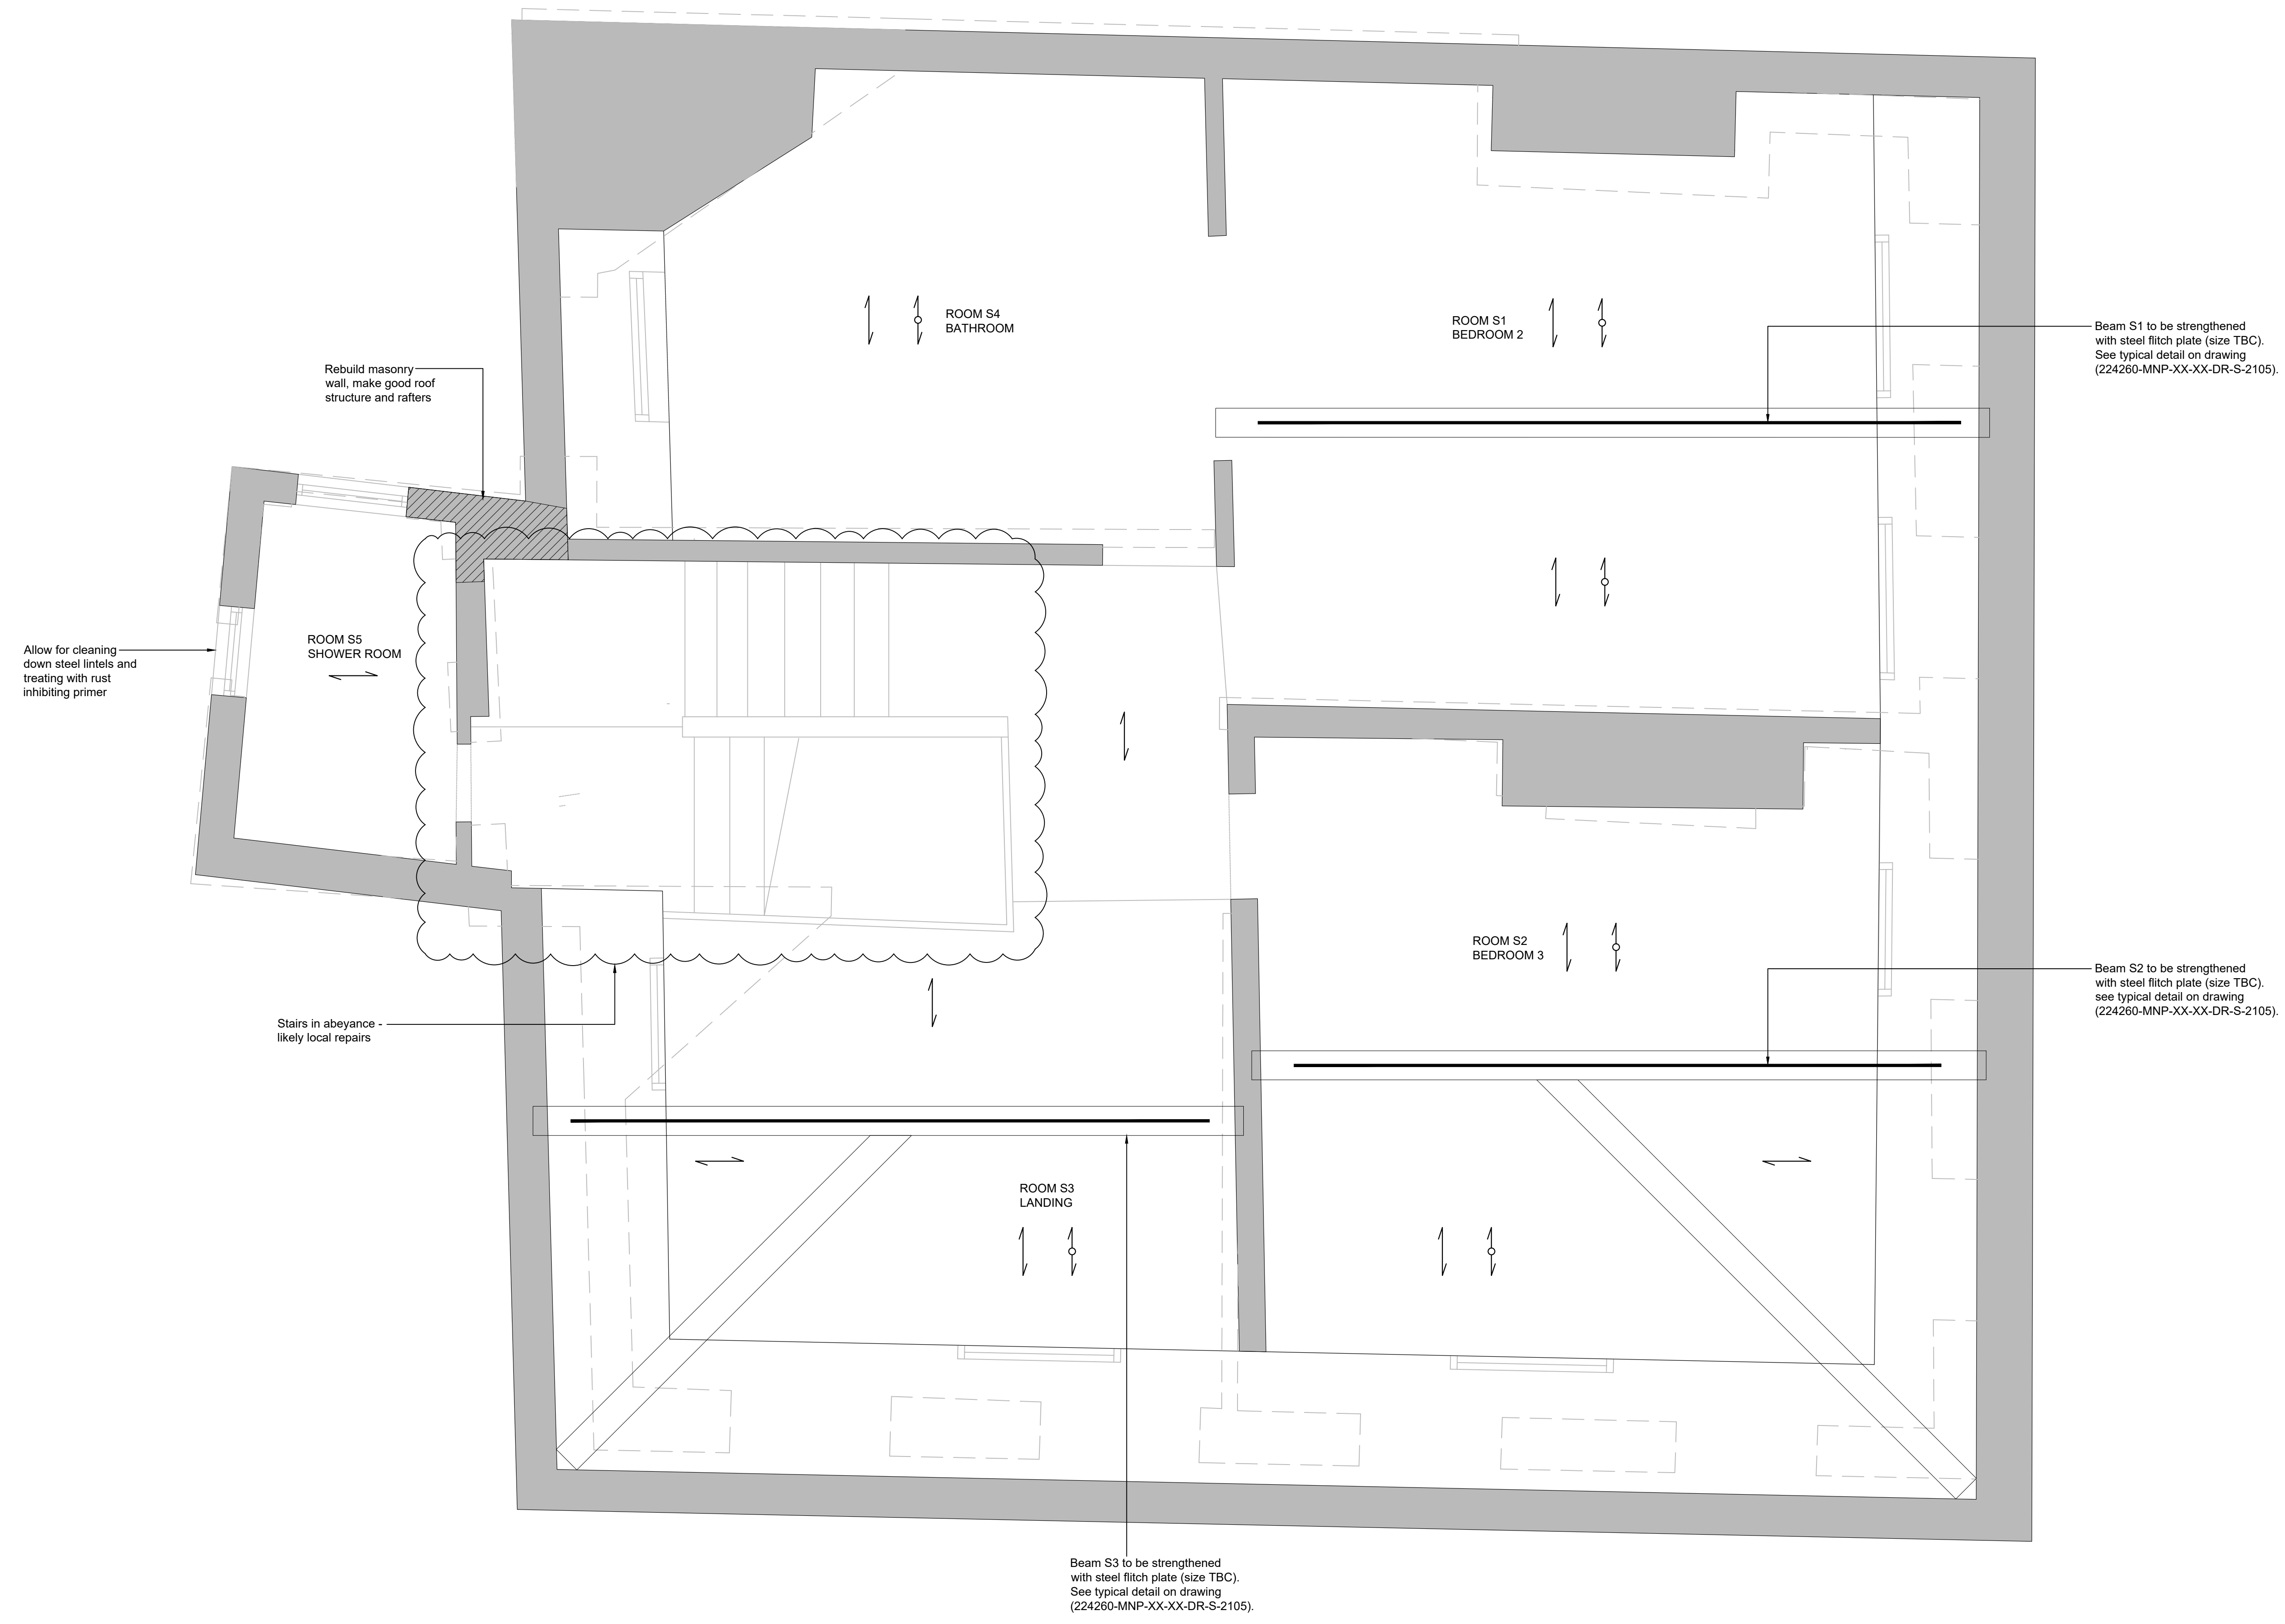 ROOM S4
BATHROOM
ROOM S1
BEDROOM 2
Beam S1 to be strengthened
with steel flitch plate (size TBC).
See typical detail on drawing
(224260-MNP-XX-XX-DR-S-2105).
Rebuild masonry
wall, make good roof
structure and rafters
Allow for cleaning
down steel lintels and
treating with rust
inhibiting primer
ROOM S5
SHOWER ROOM
ROOM S2
BEDROOM 3
Beam S2 to be strengthened
with steel flitch plate (size TBC).
see typical detail on drawing
(224260-MNP-XX-XX-DR-S-2105).
Stairs in abeyance -
likely local repairs
ROOM S3
LANDING
Beam S3 to be strengthened
with steel flitch plate (size TBC).
See typical detail on drawing
(224260-MNP-XX-XX-DR-S-2105).